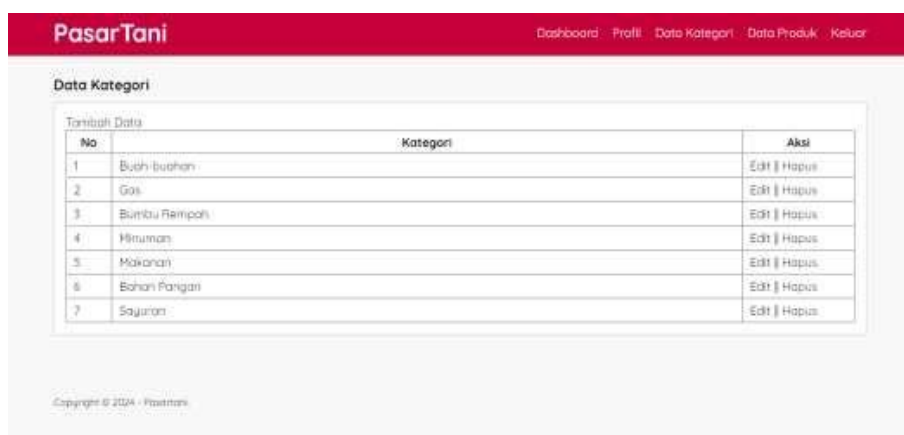 PasarTani Dashboard Profil Data Kategori Data Produk Keluar
Data Kategori
Tambah Data
No Kategori Aksi
1 Buah-buahan Edit || Hapus
2 Gas Edit || Hapus
3 Bumbu Rempah Edit || Hapus
4 Minuman Edit || Hapus
5 Makanan Edit || Hapus
6 Bahan Pangan Edit || Hapus
7 Sayuran Edit || Hapus
Copyright © 2024 - Pasartani